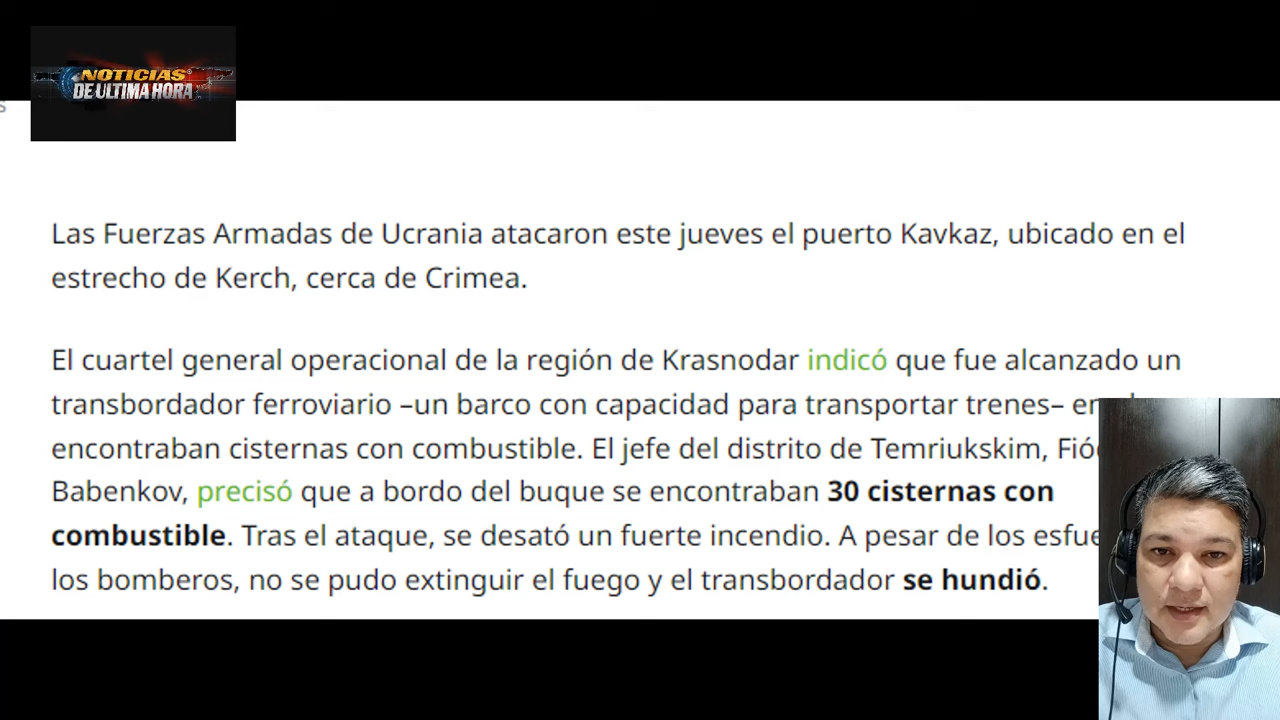 NOTICIAS
DE ULTIMA HORA
Las Fuerzas Armadas de Ucrania atacaron este jueves el puerto Kavkaz, ubicado en el
estrecho de Kerch, cerca de Crimea.
El cuartel general operacional de la región de Krasnodar indicó que fue alcanzado un
transbordador ferroviario –un barco con capacidad para transportar trenes–
encontraban cisternas con combustible. El jefe del distrito de Temriukskim,
Babenkov, precisó que a bordo del buque se encontraban 30 cisternas con
combustible. Tras el ataque, se desató un fuerte incendio. A pesar de los
los bomberos, no se pudo extinguir el fuego y el transbordador se hundió.